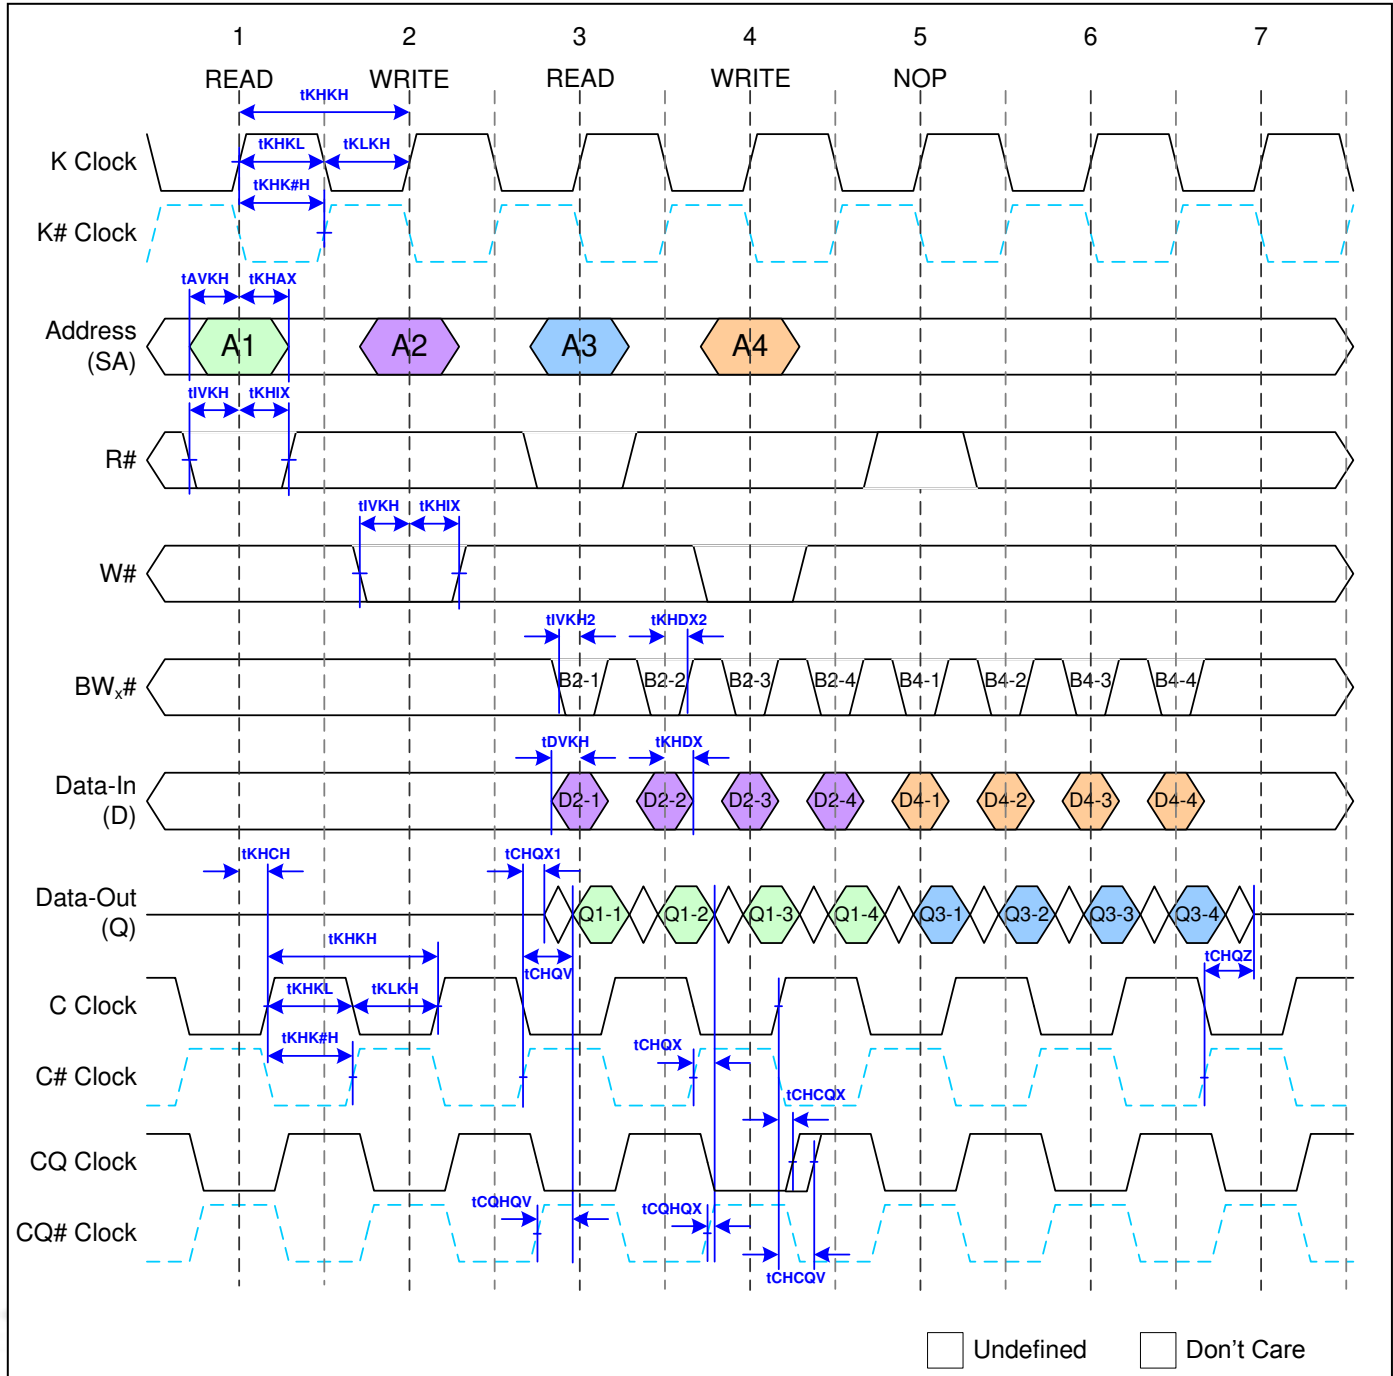 1 2 3 4 5 6 7
READ WRITE READ WRITE NOP
tKHKH
K Clock
tKHKL tKLKH
tKHK#H
K# Clock
tAVKH tKHAX
Address
(SA)
A1 A2 A3 A4
tIVKH tKHIX
R#
tIVKH tKHIX
W#
tIVKH2 tKHDX2
BWx#
B2-1 B2-2 B2-3 B2-4 B4-1 B4-2 B4-3 B4-4
tDVKH tKHDX
Data-In
(D)
D2-1 D2-2 D2-3 D2-4 D4-1 D4-2 D4-3 D4-4
tKHCH tCHQX1
Data-Out
(Q)
Q1-1 Q1-2 Q1-3 Q1-4 Q3-1 Q3-2 Q3-3 Q3-4
tKHKH
tCHQV
tCHQZ
C Clock
tKHKL tKLKH
tKHK#H
tCHQX
C# Clock
tCHCQX
CQ Clock
tCQHQV tCQHQX
CQ# Clock
tCHCQV
Undefined Don't Care